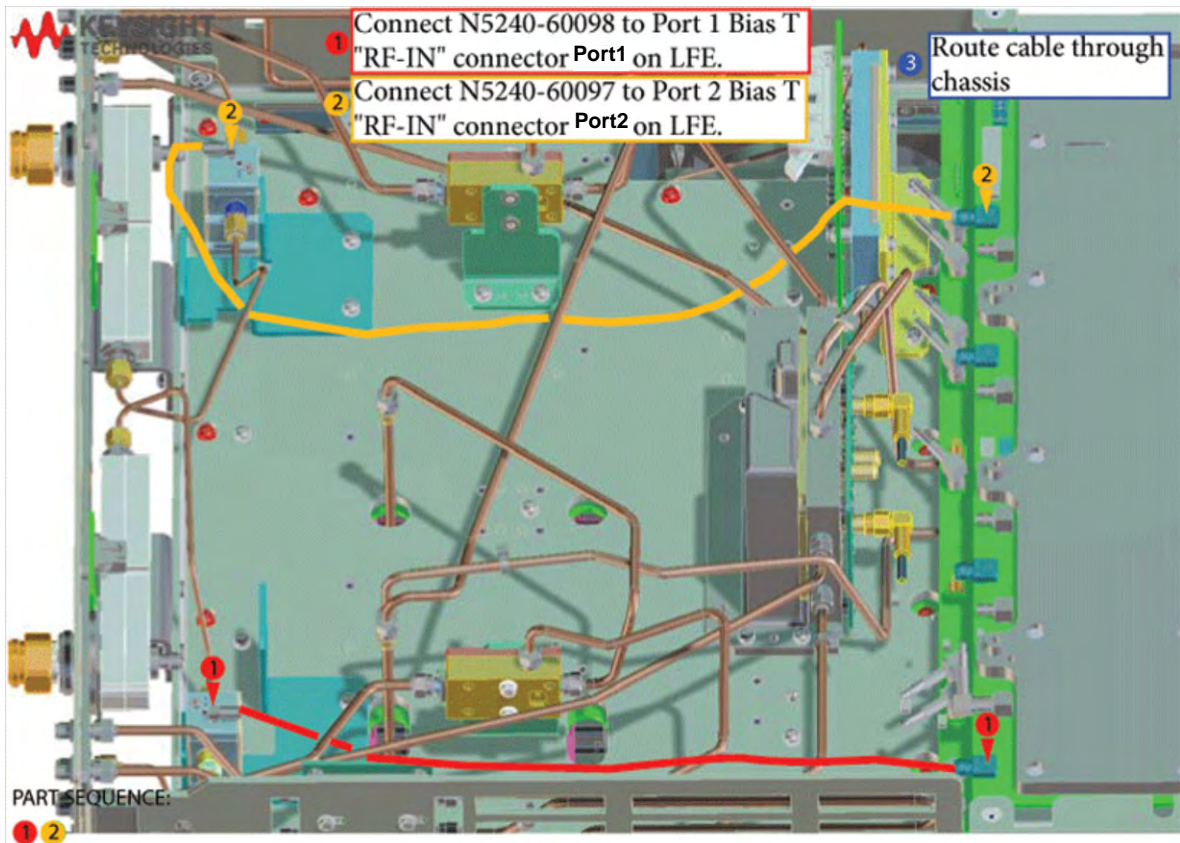 KEYSIGHT
TECHNOLOGIES
1
Connect N5240-60098 to Port 1 Bias T
"RF-IN" connector Port1 on LFE.
2
Connect N5240-60097 to Port 2 Bias T
"RF-IN" connector Port2 on LFE.
3
Route cable through
chassis
2
2
1
1
PART SEQUENCE:
1 2